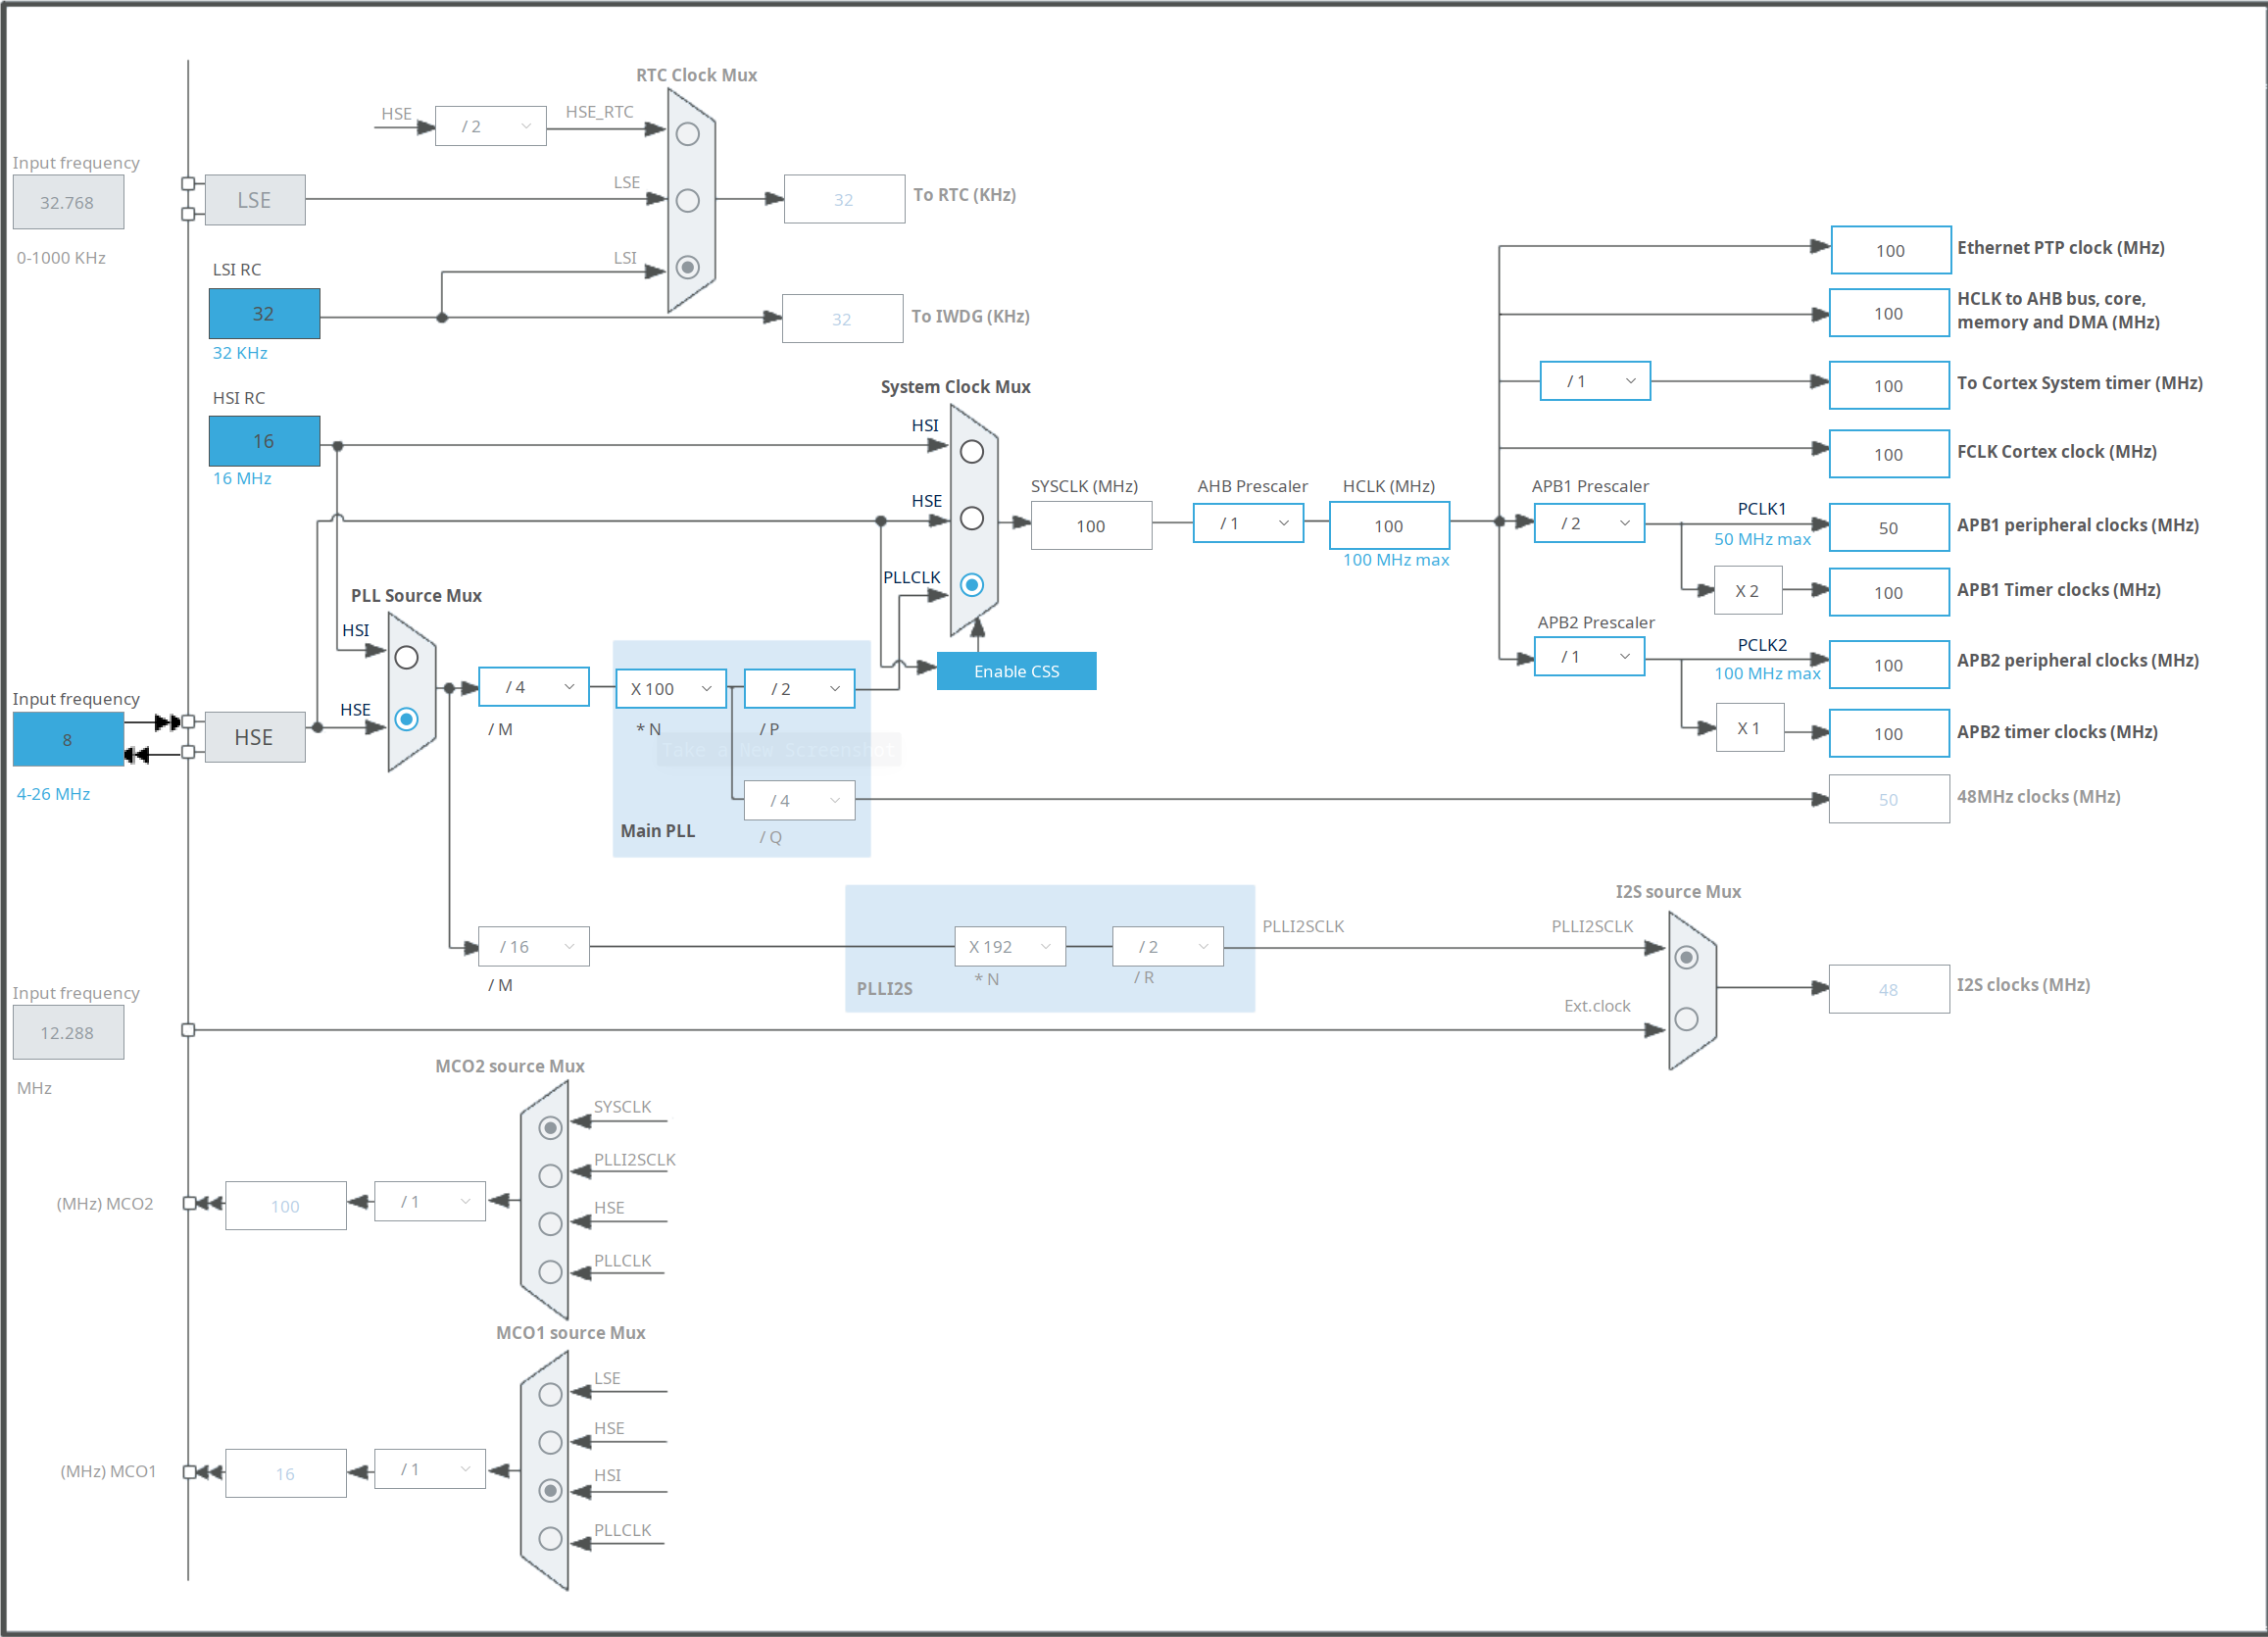 RTC Clock Mux
HSE
/ 2
HSE_RTC
Input frequency
32.768
0-1000 KHz
LSE
LSE
32
To RTC (KHz)
LSI RC
32
32 KHz
LSI
32
To IWDG (KHz)
HSI RC
16
16 MHz
System Clock Mux
HSI
HSE
PLLCLK
SYSCLK (MHz)
100
AHB Prescaler
/ 1
HCLK (MHz)
100
100 MHz max
100
Ethernet PTP clock (MHz)
100
HCLK to AHB bus, core,
memory and DMA (MHz)
/ 1
100
To Cortex System timer (MHz)
100
FCLK Cortex clock (MHz)
APB1 Prescaler
/ 2
PCLK1
50 MHz max
50
APB1 peripheral clocks (MHz)
X 2
100
APB1 Timer clocks (MHz)
APB2 Prescaler
/ 1
PCLK2
100 MHz max
100
APB2 peripheral clocks (MHz)
X 1
100
APB2 timer clocks (MHz)
PLL Source Mux
HSI
HSE
Input frequency
8
4-26 MHz
HSE
/ 4
/ M
X 100
* N
/ 2
/ P
Enable CSS
Take a New Screenshot
/ 4
/ Q
Main PLL
50
48MHz clocks (MHz)
/ 16
/ M
X 192
* N
/ 2
/ R
PLLI2S
PLLI2SCLK
I2S source Mux
PLLI2SCLK
Ext.clock
48
I2S clocks (MHz)
Input frequency
12.288
MHz
MCO2 source Mux
SYSCLK
PLLI2SCLK
HSE
PLLCLK
(MHz) MCO2
100
/ 1
MCO1 source Mux
LSE
HSE
HSI
PLLCLK
(MHz) MCO1
16
/ 1